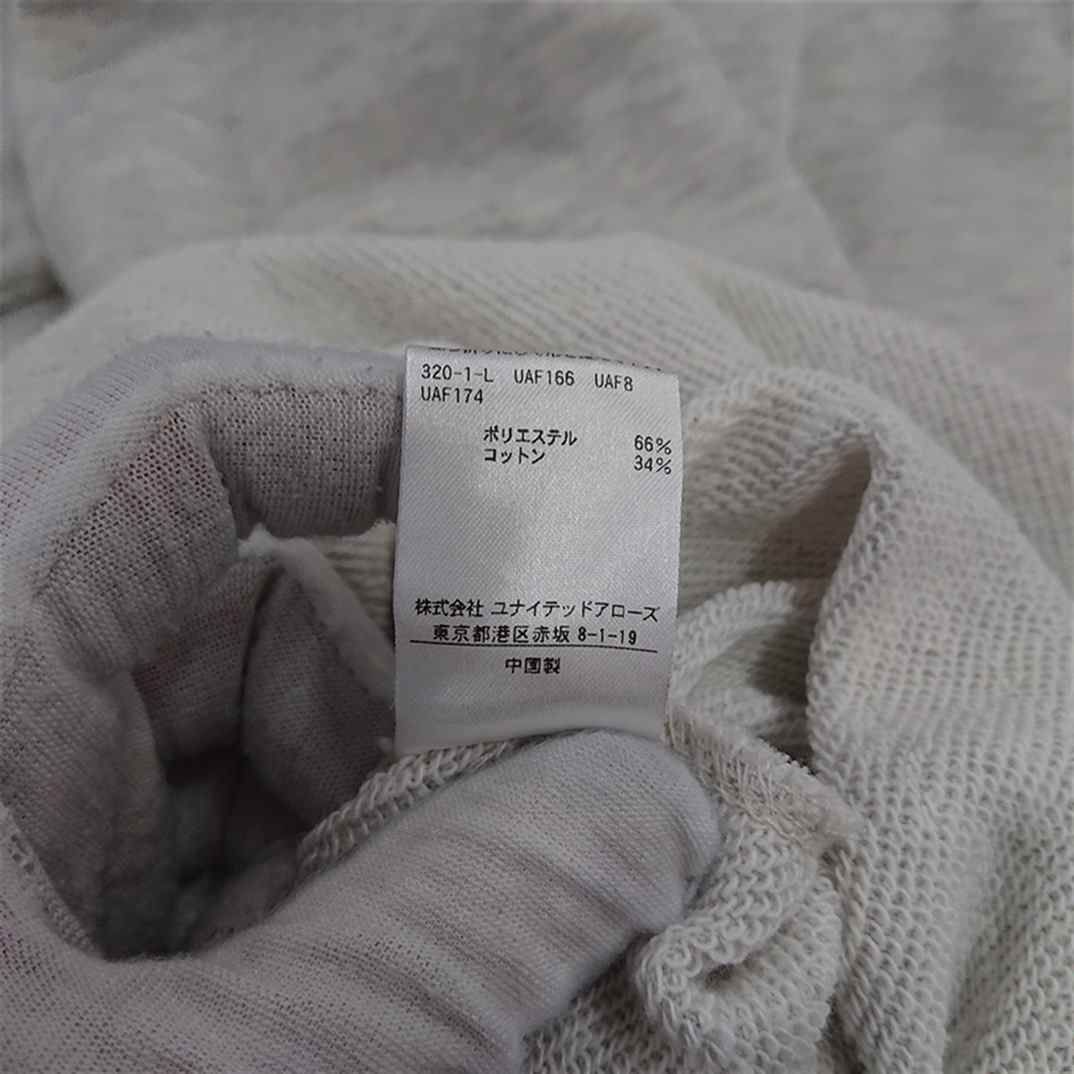 320-1-L UAF166 UAF8
UAF174
ポリエステル 66%
コットン 34%
株式会社 ユナイテッドアローズ
東京都港区赤坂 8-1-19
中国製